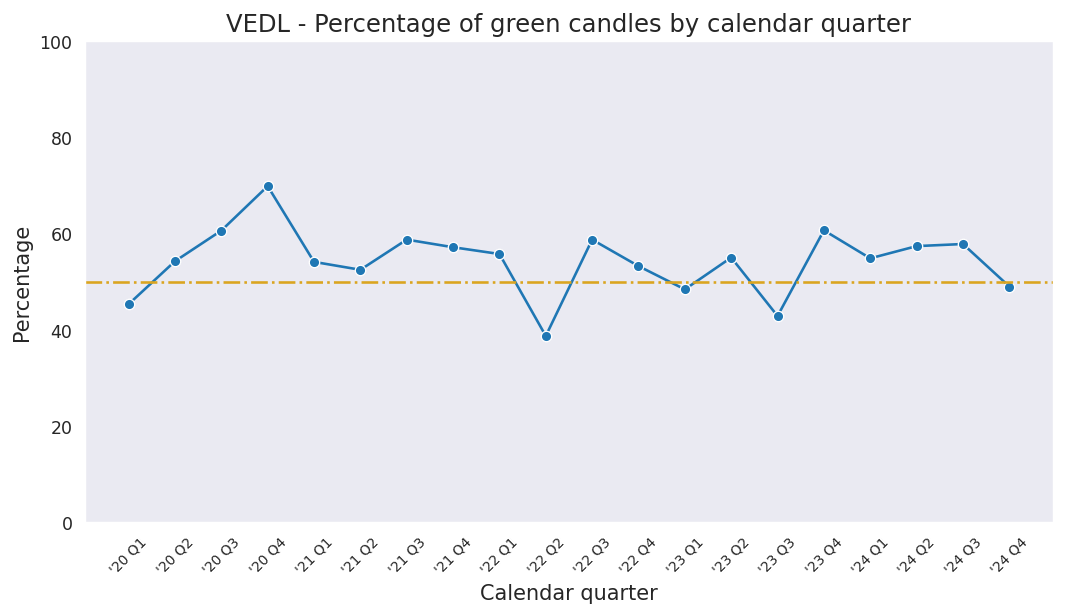 VEDL - Percentage of green candles by calendar quarter
Percentage
100
80
60
40
20
0
'20 Q1
'20 Q2
'20 Q3
'20 Q4
'21 Q1
'21 Q2
'21 Q3
'21 Q4
'22 Q1
'22 Q2
'22 Q3
'22 Q4
'23 Q1
'23 Q2
'23 Q3
'23 Q4
'24 Q1
'24 Q2
'24 Q3
'24 Q4
Calendar quarter